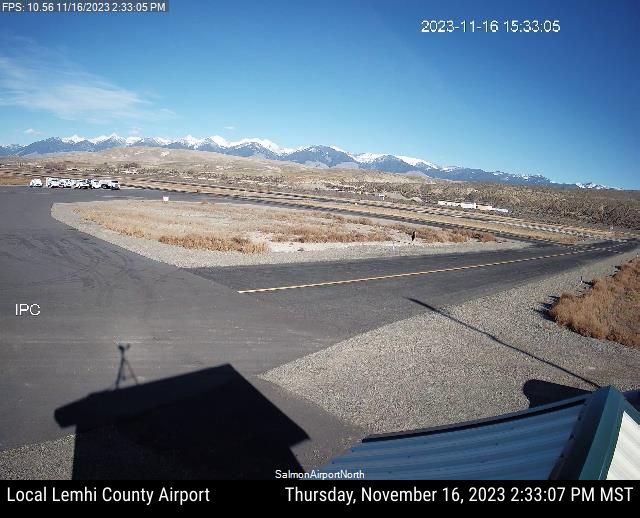 FPS: 10.56 11/16/2023 2:33:05 PM
2023-11-16 15:33:05
IPC
SalmonAirportNorth
Local Lemhi County Airport Thursday, November 16, 2023 2:33:07 PM MST